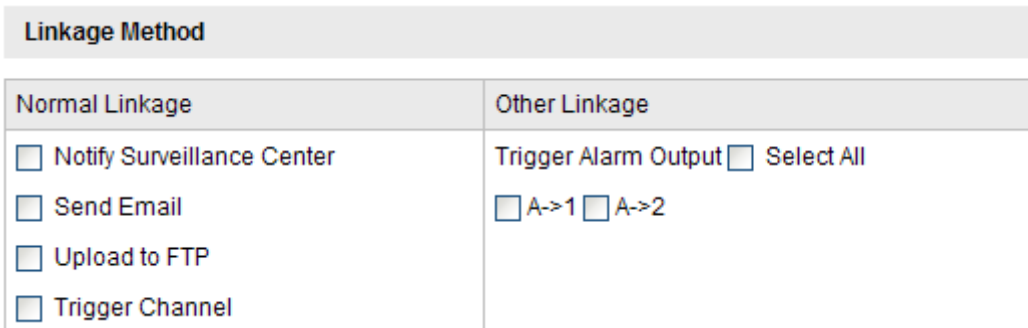 Linkage Method
Normal Linkage
Other Linkage
Notify Surveillance Center
Trigger Alarm Output Select All
Send Email
A->1 A->2
Upload to FTP
Trigger Channel